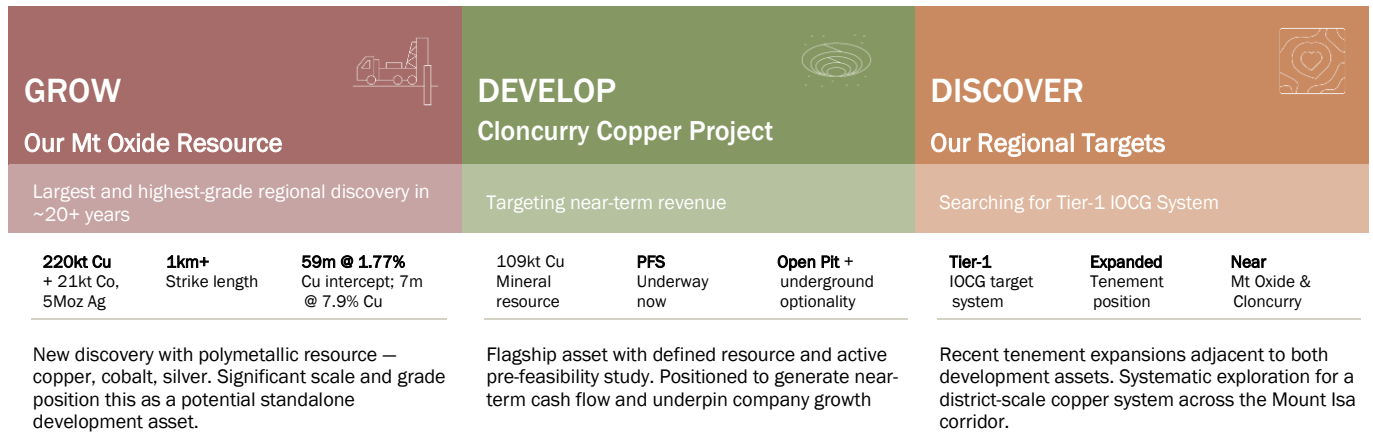 GROW
Our Mt Oxide Resource
Largest and highest-grade regional discovery in
~20+ years
220kt Cu
+ 21kt Co,
5Moz Ag
1km+
Strike length
59m @ 1.77%
Cu intercept; 7m
@ 7.9% Cu
New discovery with polymetallic resource —
copper, cobalt, silver. Significant scale and grade
position this as a potential standalone
development asset.
DEVELOP
Cloncurry Copper Project
Targeting near-term revenue
109kt Cu
Mineral
resource
PFS
Underway
now
Open Pit +
underground
optionality
Flagship asset with defined resource and active
pre-feasibility study. Positioned to generate near-
term cash flow and underpin company growth
DISCOVER
Our Regional Targets
Searching for Tier-1 IOCG System
Tier-1
IOCG target
system
Expanded
Tenement
position
Near
Mt Oxide &
Cloncurry
Recent tenement expansions adjacent to both
development assets. Systematic exploration for a
district-scale copper system across the Mount Isa
corridor.